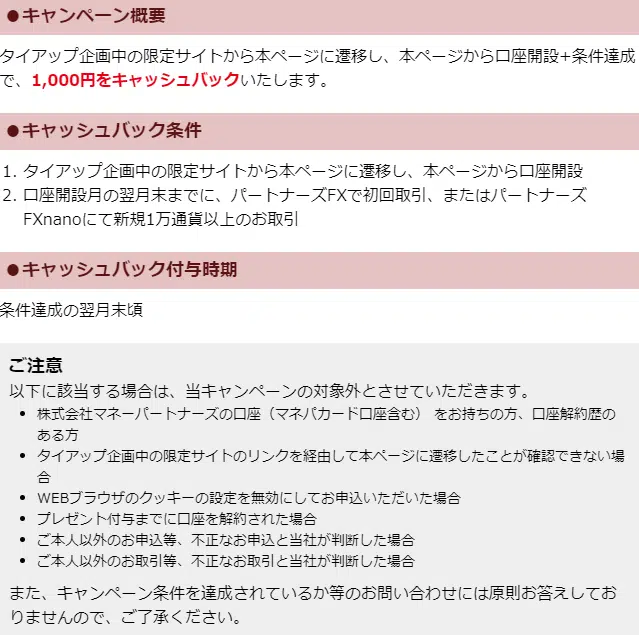 ●キャンペーン概要
タイアップ企画中の限定サイトから本ページに遷移し、本ページから口座開設+条件達成
で、1,000円をキャッシュバックいたします。
●キャッシュバック条件
1. タイアップ企画中の限定サイトから本ページに遷移し、本ページから口座開設
2. 口座開設月の翌月末までに、パートナーズFXで初回取引、またはパートナーズ
FXnanoにて新規1万通貨以上のお取引
●キャッシュバック付与時期
条件達成の翌月末頃
ご注意
以下に該当する場合は、当キャンペーンの対象外とさせていただきます。
• 株式会社マネーパートナーズの口座（マネパカード口座含む） をお持ちの方、口座解約歴の
ある方
• タイアップ企画中の限定サイトのリンクを経由して本ページに遷移したことが確認できない場
合
• WEBブラウザのクッキーの設定を無効にしてお申込いただいた場合
• プレゼント付与までに口座を解約された場合
• ご本人以外のお申込等、不正なお申込と当社が判断した場合
• ご本人以外のお取引等、不正なお取引と当社が判断した場合
また、キャンペーン条件を達成されているか等のお問い合わせには原則お答えしてお
りませんので、ご了承ください。